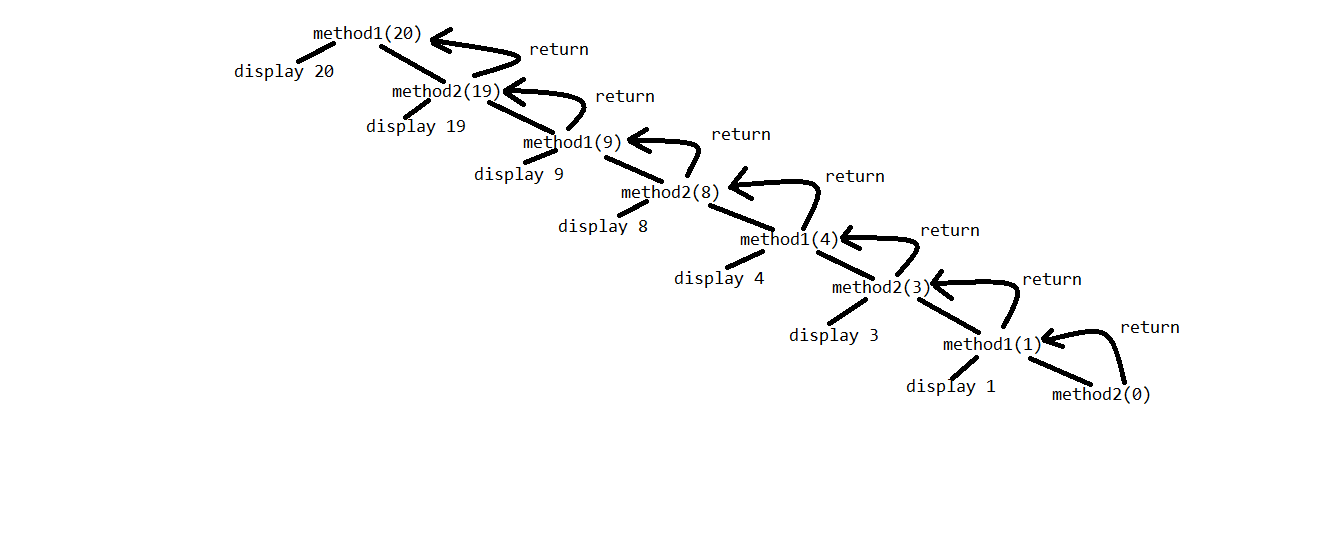 method1(20)
return
display 20
method2(19)
return
display 19
method1(9)
return
display 9
method2(8)
return
display 8
method1(4)
return
display 4
method2(3)
return
display 3
method1(1)
return
display 1
method2(0)